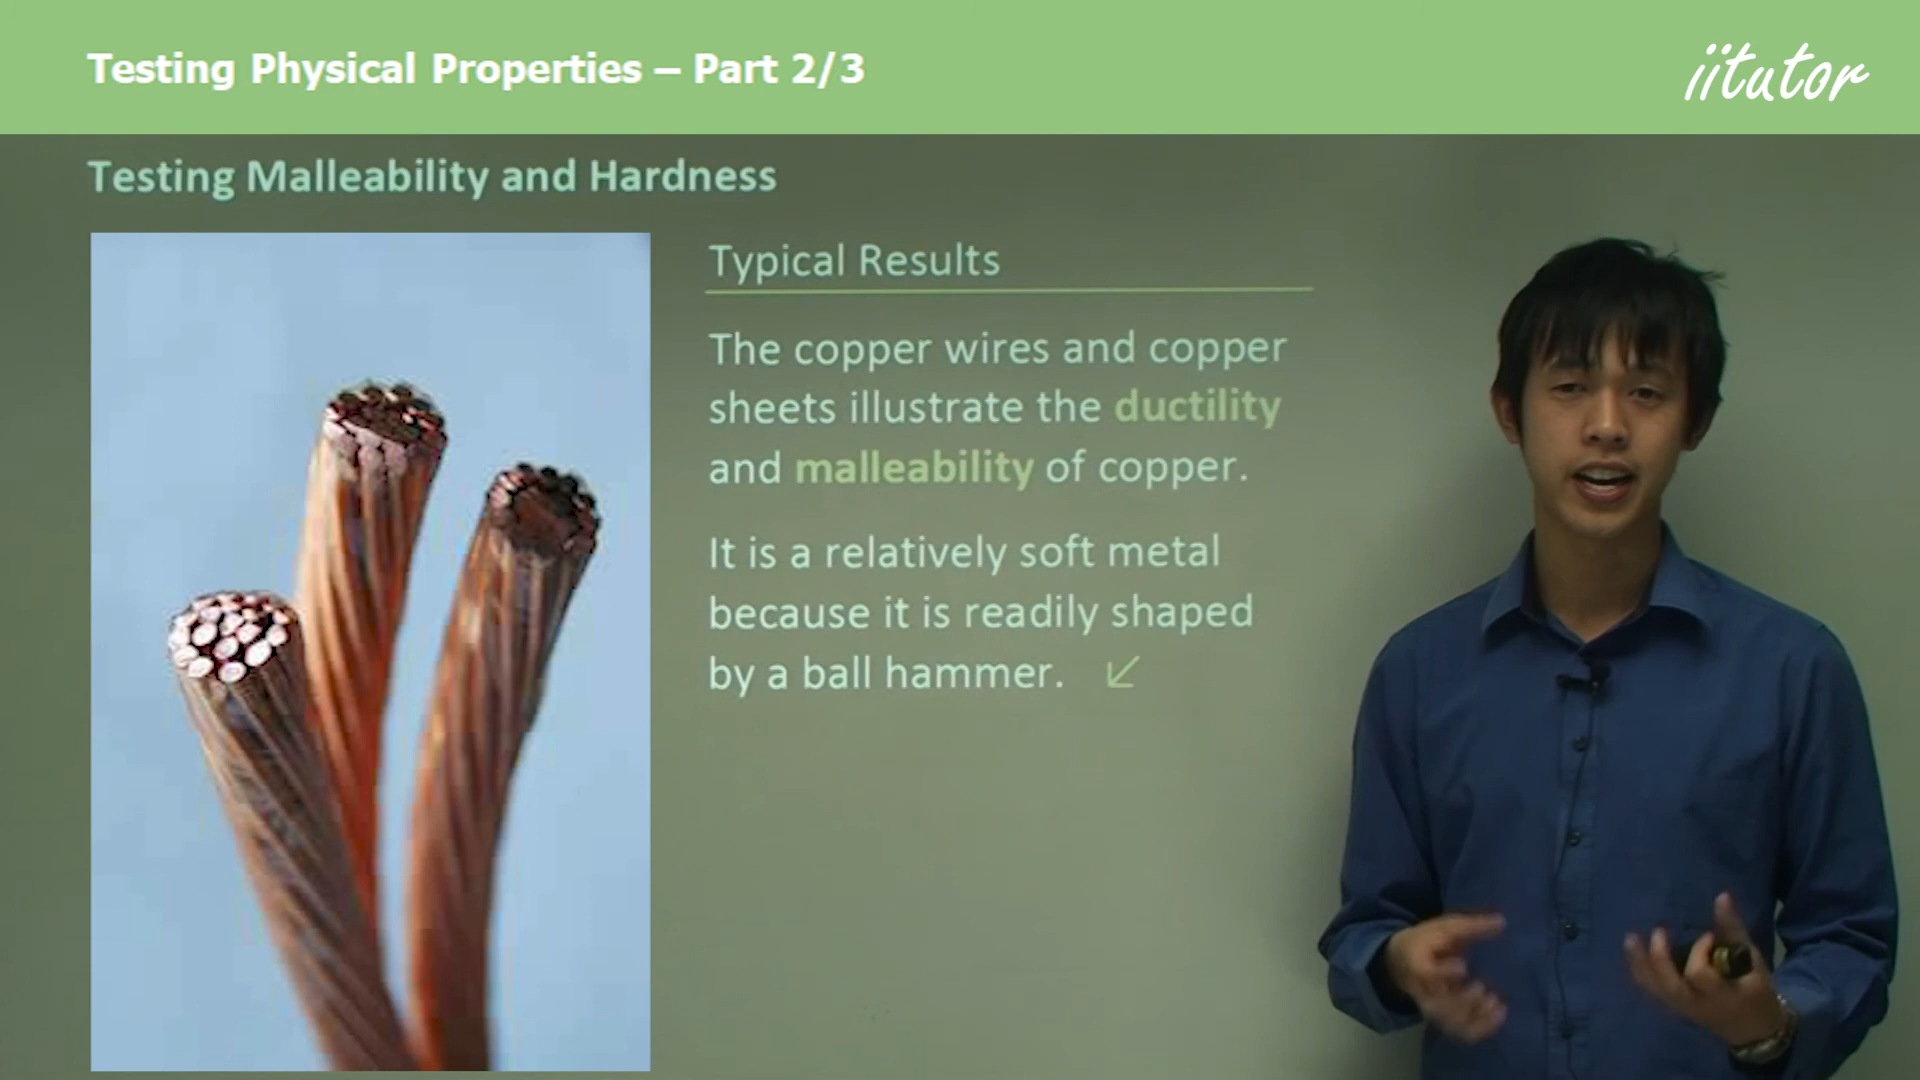 Testing Physical Properties – Part 2/3
iitutor
Testing Malleability and Hardness
Typical Results
The copper wires and copper
sheets illustrate the ductility
and malleability of copper.
It is a relatively soft metal
because it is readily shaped
by a ball hammer.